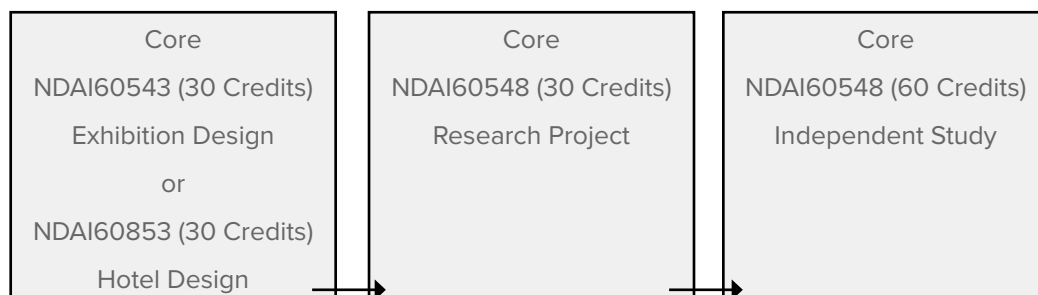 Core
NDAI60543 (30 Credits)
Exhibition Design
or
NDAI60853 (30 Credits)
Hotel Design
Core
NDAI60548 (30 Credits)
Research Project
Core
NDAI60548 (60 Credits)
Independent Study